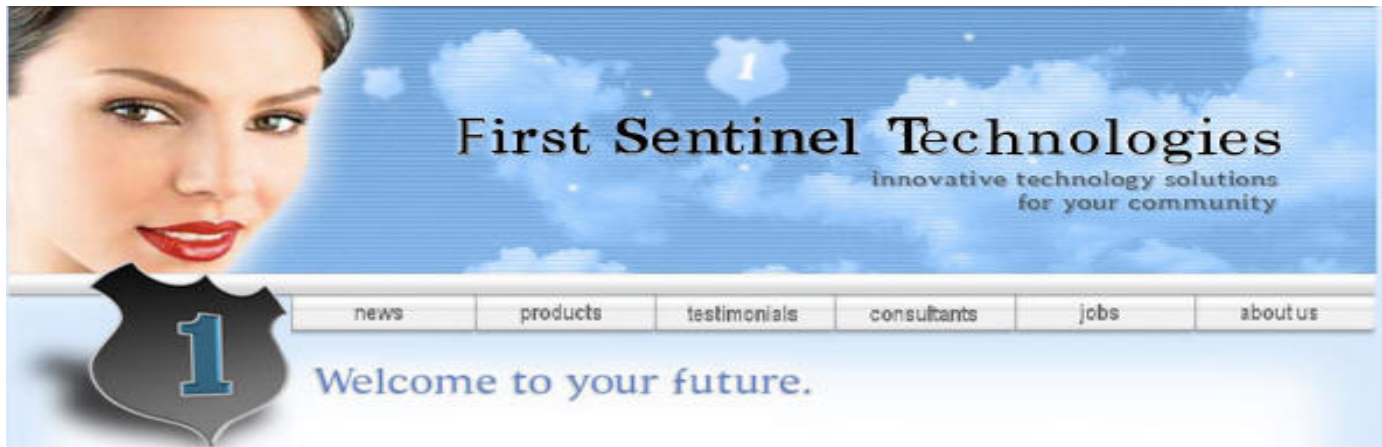 1
First Sentinel Technologies
innovative technology solutions
for your community
news products testimonials consultants jobs about us
1
Welcome to your future.